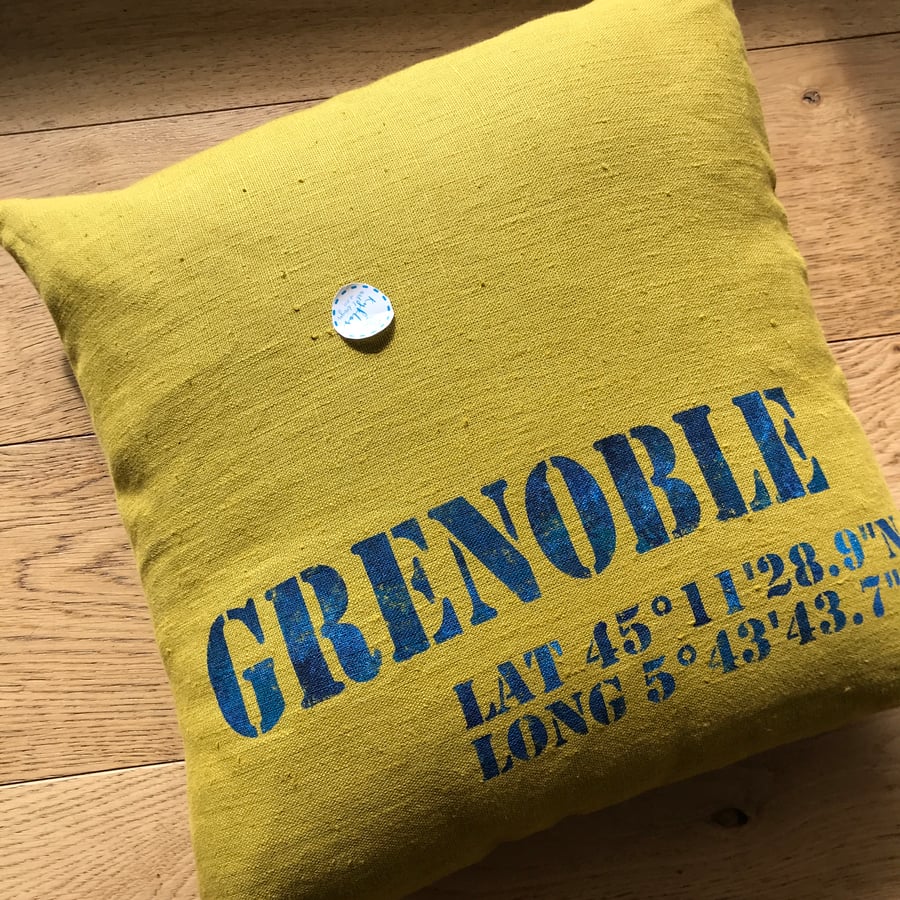 GRENOBLE
LAT 45°11'28.9"N
LONG 5°43'43.7"